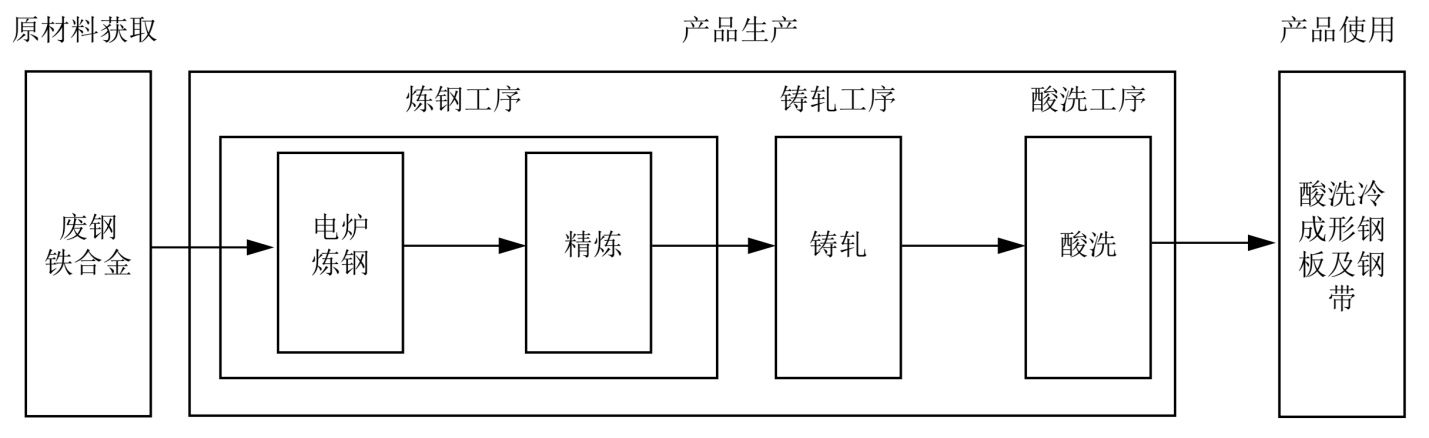 原材料获取
产品生产
产品使用
炼钢工序
铸轧工序
酸洗工序
废钢
铁合金
电炉
炼钢
精炼
铸轧
酸洗
酸洗冷
成形钢
板及钢
带